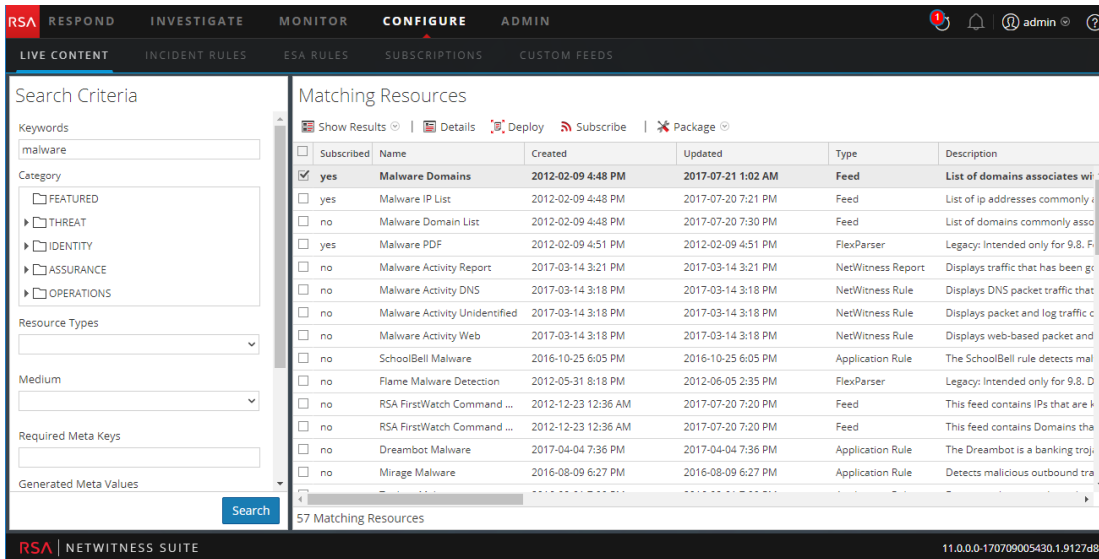 RSA RESPOND INVESTIGATE MONITOR CONFIGURE ADMIN 1 admin ?
LIVE CONTENT INCIDENT RULES ESA RULES SUBSCRIPTIONS CUSTOM FEEDS
Search Criteria
Keywords
malware
Category
FEATURED
THREAT
IDENTITY
ASSURANCE
OPERATIONS
Resource Types
Medium
Required Meta Keys
Generated Meta Values
Search
Matching Resources
Show Results | Details Deploy Subscribe | Package
Subscribed Name Created Updated Type Description
yes Malware Domains 2012-02-09 4:48 PM 2017-07-21 1:02 AM Feed List of domains associates wi
yes Malware IP List 2012-02-09 4:48 PM 2017-07-20 7:21 PM Feed List of ip addresses commonly
no Malware Domain List 2012-02-09 4:48 PM 2017-07-20 7:30 PM Feed List of domains commonly asso
yes Malware PDF 2012-02-09 4:51 PM 2012-02-09 4:51 PM FlexParser Legacy: Intended only for 9.8. F
no Malware Activity Report 2017-03-14 3:21 PM 2017-03-14 3:21 PM NetWitness Report Displays traffic that has been g
no Malware Activity DNS 2017-03-14 3:18 PM 2017-03-14 3:18 PM NetWitness Rule Displays DNS packet traffic that
no Malware Activity Unidentified 2017-03-14 3:18 PM 2017-03-14 3:18 PM NetWitness Rule Displays packet and log traffic
no Malware Activity Web 2017-03-14 3:18 PM 2017-03-14 3:18 PM NetWitness Rule Displays web-based packet and
no SchoolBell Malware 2016-10-25 6:05 PM 2016-10-25 6:05 PM Application Rule The SchoolBell rule detects mal
no Flame Malware Detection 2012-05-31 8:18 PM 2012-06-05 2:35 PM FlexParser Legacy: Intended only for 9.8. D
no RSA FirstWatch Command ... 2012-12-23 12:36 AM 2017-07-20 7:20 PM Feed This feed contains IPs that are k
no RSA FirstWatch Command ... 2012-12-23 12:36 AM 2017-07-20 7:20 PM Feed This feed contains Domains tha
no Dreambot Malware 2017-04-04 7:36 PM 2017-04-04 7:36 PM Application Rule The Dreambot is a banking troj
no Mirage Malware 2016-08-09 6:27 PM 2016-08-09 6:27 PM Application Rule Detects malicious outbound tra
57 Matching Resources
RSA | NETWITNESS SUITE 11.0.0.0-170709005430.1.9127d8